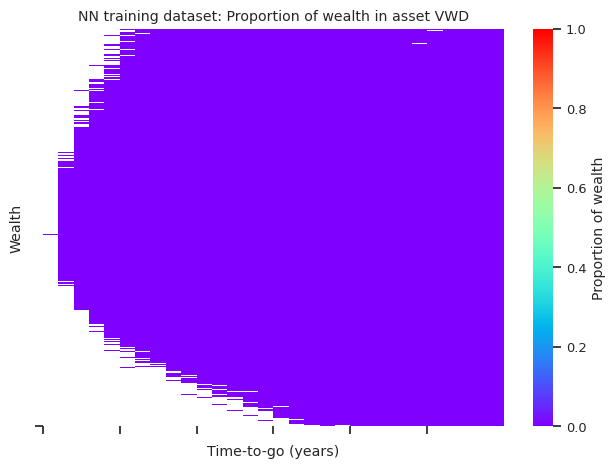 NN training dataset: Proportion of wealth in asset VWD
Wealth
Time-to-go (years)
1.0
0.8
0.6
0.4
0.2
0.0
Proportion of wealth